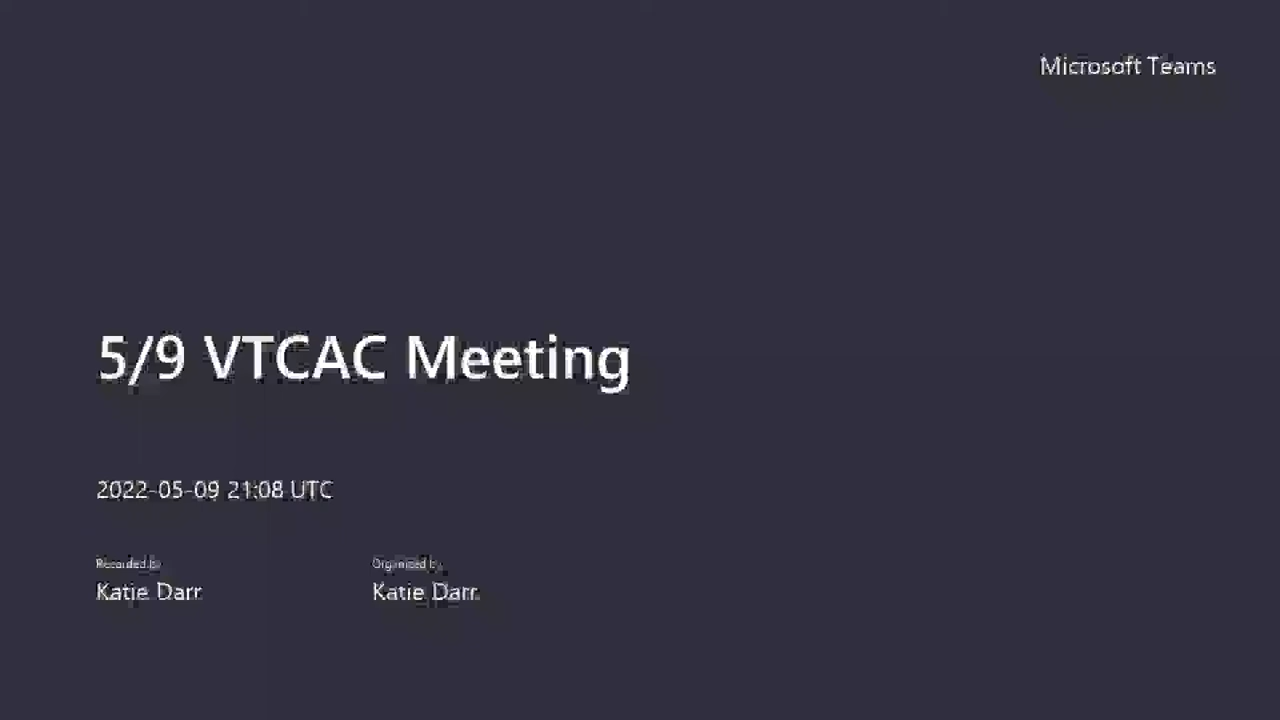 Microsoft Teams
5/9 VTCAC Meeting
2022-05-09 21:08 UTC
Recorded by
Organized by
Katie Darr
Katie Darr